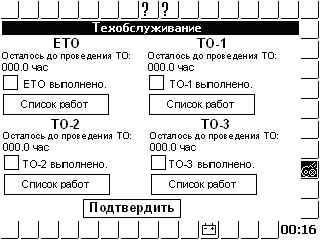 ? ?
Техобслуживание
ЕТО
Осталось до проведения ТО:
000.0 час
ЕТО выполнено.
Список работ
ТО-1
Осталось до проведения ТО:
000.0 час
ТО-1 выполнено.
Список работ
ТО-2
Осталось до проведения ТО:
000.0 час
ТО-2 выполнено.
Список работ
ТО-3
Осталось до проведения ТО:
000.0 час
ТО-3 выполнено.
Список работ
Подтвердить
00:16